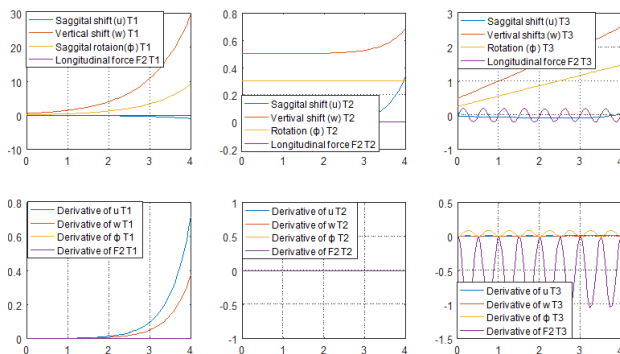 30
20
10
0
-10
0 1 2 3 4
Saggital shift (u) T1
Vertical shift (w) T1
Saggital rotaion(ϕ) T1
Longitudinal force F2 T1
0.8
0.6
0.4
0.2
0
-0.2
0 1 2 3 4
Saggital shift (u) T2
Vertival shift (w) T2
Rotation (ϕ) T2
Longitudinal force F2 T2
3
2
1
0
-1
0 2 4
Saggital shift (u) T3
Vertival shifs (w) T3
Rotation (ϕ) T3
Longitudinal force F2 T3
0.8
0.6
0.4
0.2
0
0 1 2 3 4
Derivative of u T1
Derivative of w T1
Derivative of ϕ T1
Derivative of F2 T1
1
0.5
0
-0.5
-1
0 1 2 3 4
Derivative of u T2
Derivative of w T2
Derivative of ϕ T2
Derivative of F2 T2
0.5
0
-0.5
-1
-1.5
0 2 4
Derivative of u T3
Derivative of w T3
Derivative of ϕ T3
Derivative of F2 T3